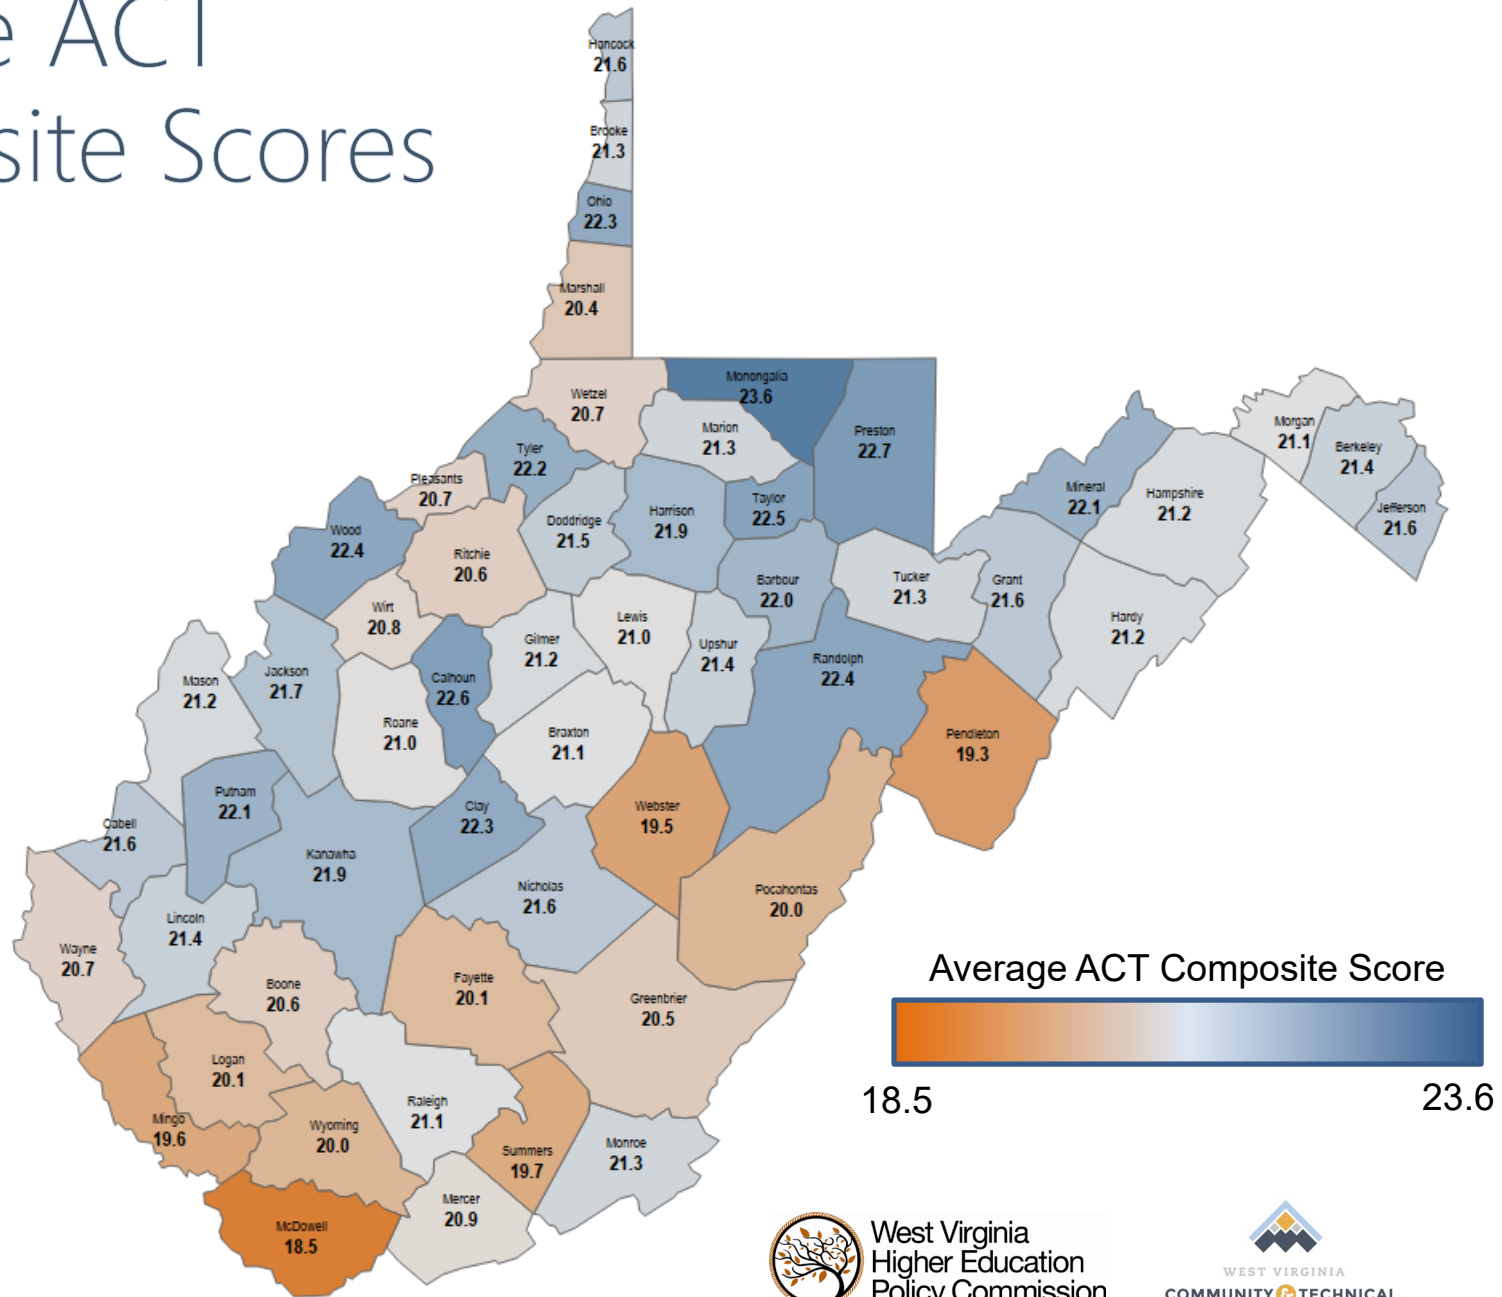 e ACT
site Scores
Hancock
21.6
Brooke
21.3
Ohio
22.3
Marshall
20.4
Wetzel
20.7
Monongalia
23.6
Marion
21.3
Preston
22.7
Tyler
22.2
Pleasants
20.7
Wood
22.4
Ritchie
20.6
Doddridge
21.5
Harrison
21.9
Taylor
22.5
Mineral
22.1
Hampshire
21.2
Morgan
21.1
Berkeley
21.4
Jefferson
21.6
Wirt
20.8
Barbour
22.0
Tucker
21.3
Grant
21.6
Hardy
21.2
Gilmer
21.2
Lewis
21.0
Upshur
21.4
Randolph
22.4
Mason
21.2
Jackson
21.7
Calhoun
22.6
Roane
21.0
Braxton
21.1
Pendleton
19.3
Putnam
22.1
Cabell
21.6
Clay
22.3
Webster
19.5
Kanawha
21.9
Nicholas
21.6
Pocahontas
20.0
Lincoln
21.4
Wayne
20.7
Boone
20.6
Fayette
20.1
Greenbrier
20.5
Logan
20.1
Mingo
19.6
Wyoming
20.0
Raleigh
21.1
Summers
19.7
Monroe
21.3
Mercer
20.9
McDowell
18.5
Average ACT Composite Score
18.5 23.6
West Virginia
Higher Education
Policy Commission
WEST VIRGINIA
COMMUNITY & TECHNICAL